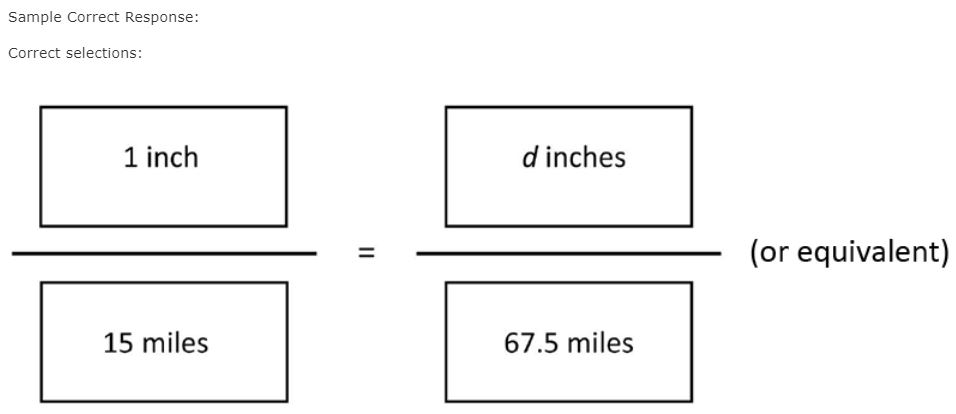 Sample Correct Response:
Correct selections:
1 inch
d inches
=
(or equivalent)
15 miles
67.5 miles